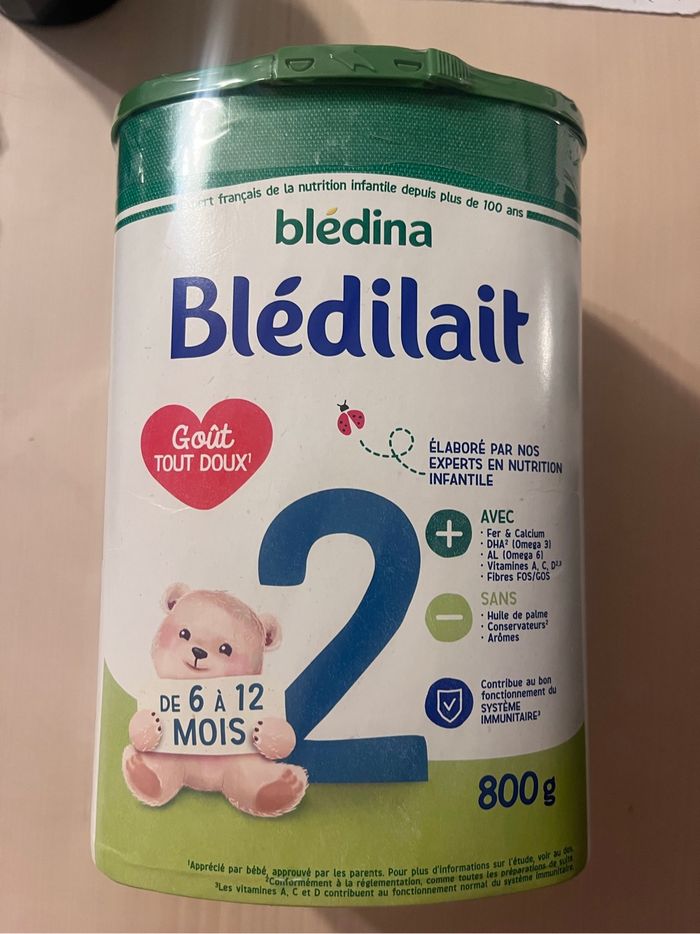 français de la nutrition infantile depuis plus de 100 ans
blédina
Blédilait
Goût
TOUT DOUX¹
ÉLABORÉ PAR NOS
EXPERTS EN NUTRITION
INFANTILE
2
+
AVEC
· Fer & Calcium
· DHA² (Omega 3)
· AL (Omega 6)
· Vitamines A, C, D²,³
· Fibres FOS/GOS
−
SANS
· Huile de palme
· Conservateurs²
· Arômes
DE 6 À 12
MOIS
Contribue au bon
fonctionnement du
SYSTÈME
IMMUNITAIRE³
800g
¹Apprécié par bébé, approuvé par les parents. Pour plus d'informations sur l'étude, voir au dos.
²Conformément à la réglementation, comme toutes les préparations de suite.
³Les vitamines A, C et D contribuent au fonctionnement normal du système immunitaire.